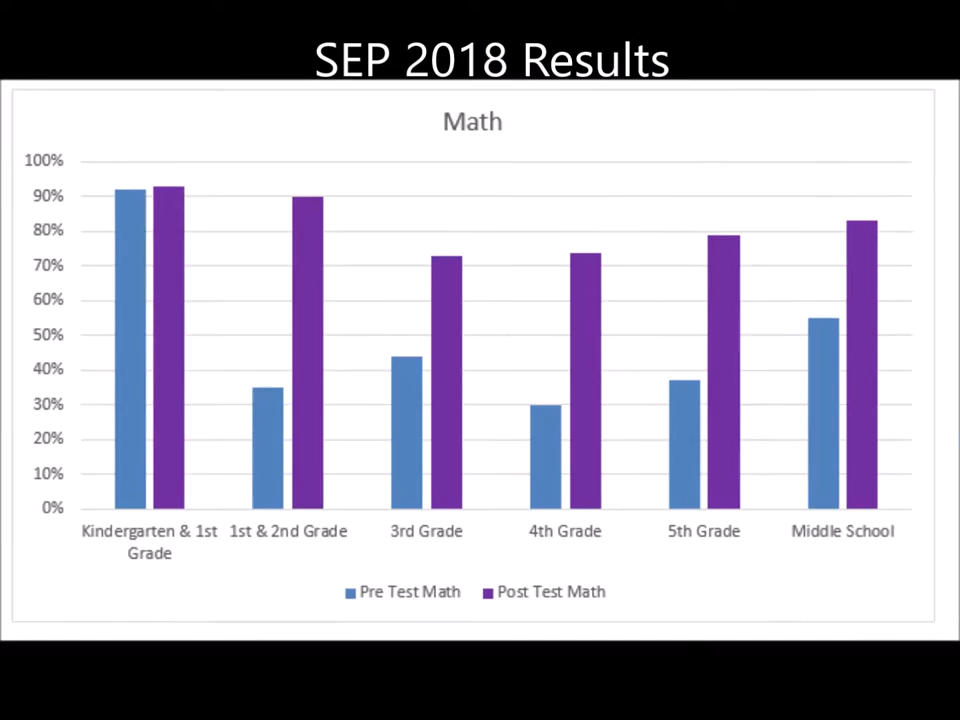 SEP 2018 Results
Math
100%
90%
80%
70%
60%
50%
40%
30%
20%
10%
0%
Kindergarten & 1st Grade
1st & 2nd Grade
3rd Grade
4th Grade
5th Grade
Middle School
Pre Test Math
Post Test Math